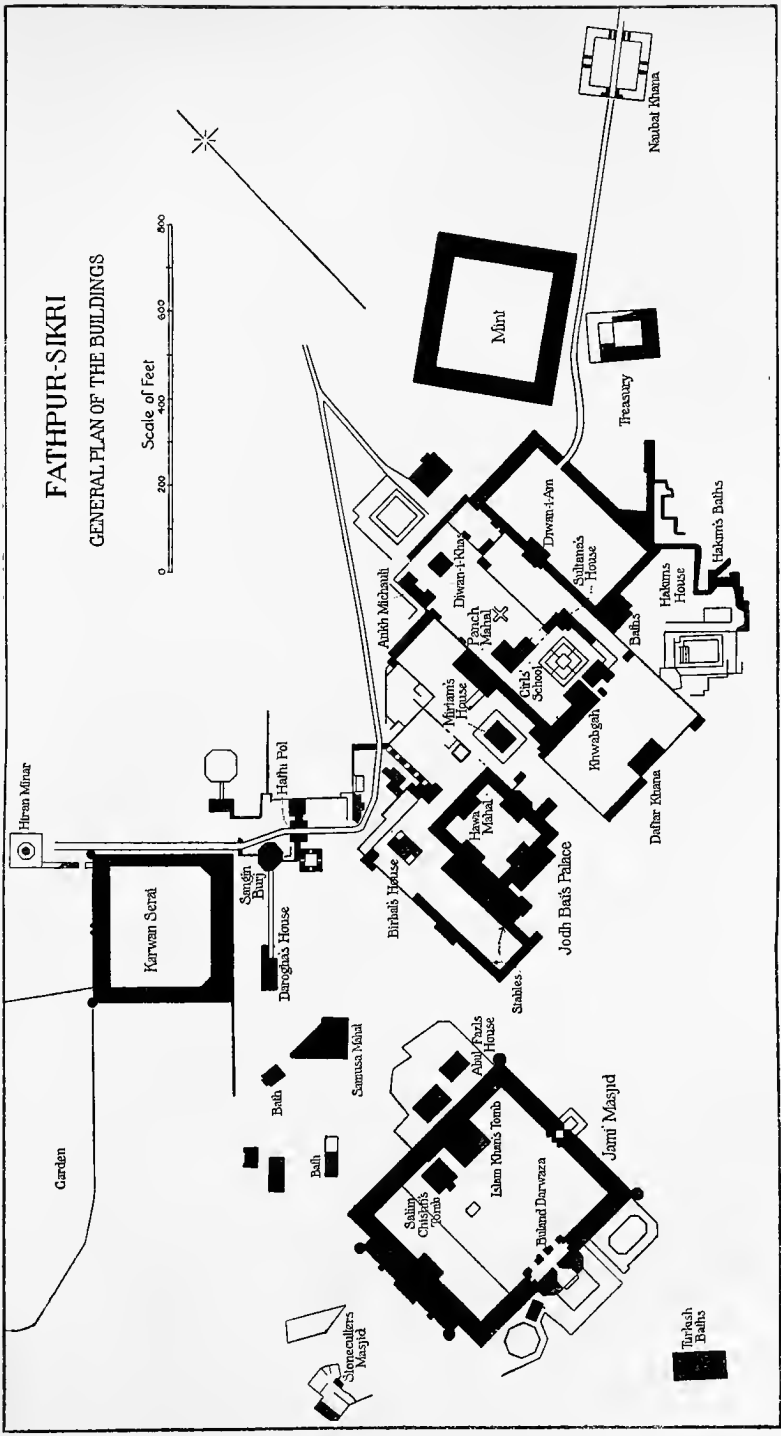 FATHPUR-SIKRI
GENERAL PLAN OF THE BUILDINGS
Scale of Feet
0
200
400
600
800
Garden
Hiran Minar
Karwan Serai
Hathi Pol
Sangin
Burj
Darogha's House
Samusa Mahal
Bath
Bath
Stonecutters
Masjid
Ankh Michauli
Diwan-i-Khas
Panch
Mahal
Miriam's
House
Birbal's House
Hawa
Mahal
Jodh Bai's Palace
Stables
Girls'
School
Khwabgah
Daftar Khana
Diwan-i-Am
Sultana's
House
Baths
Hakim's
House
Hakim's Baths
Mint
Treasury
Naubat Khana
Abul Fazl's
House
Salim
Chishti's
Tomb
Islam Khan's Tomb
Buland Darwaza
Jami' Masjid
Turkish
Baths